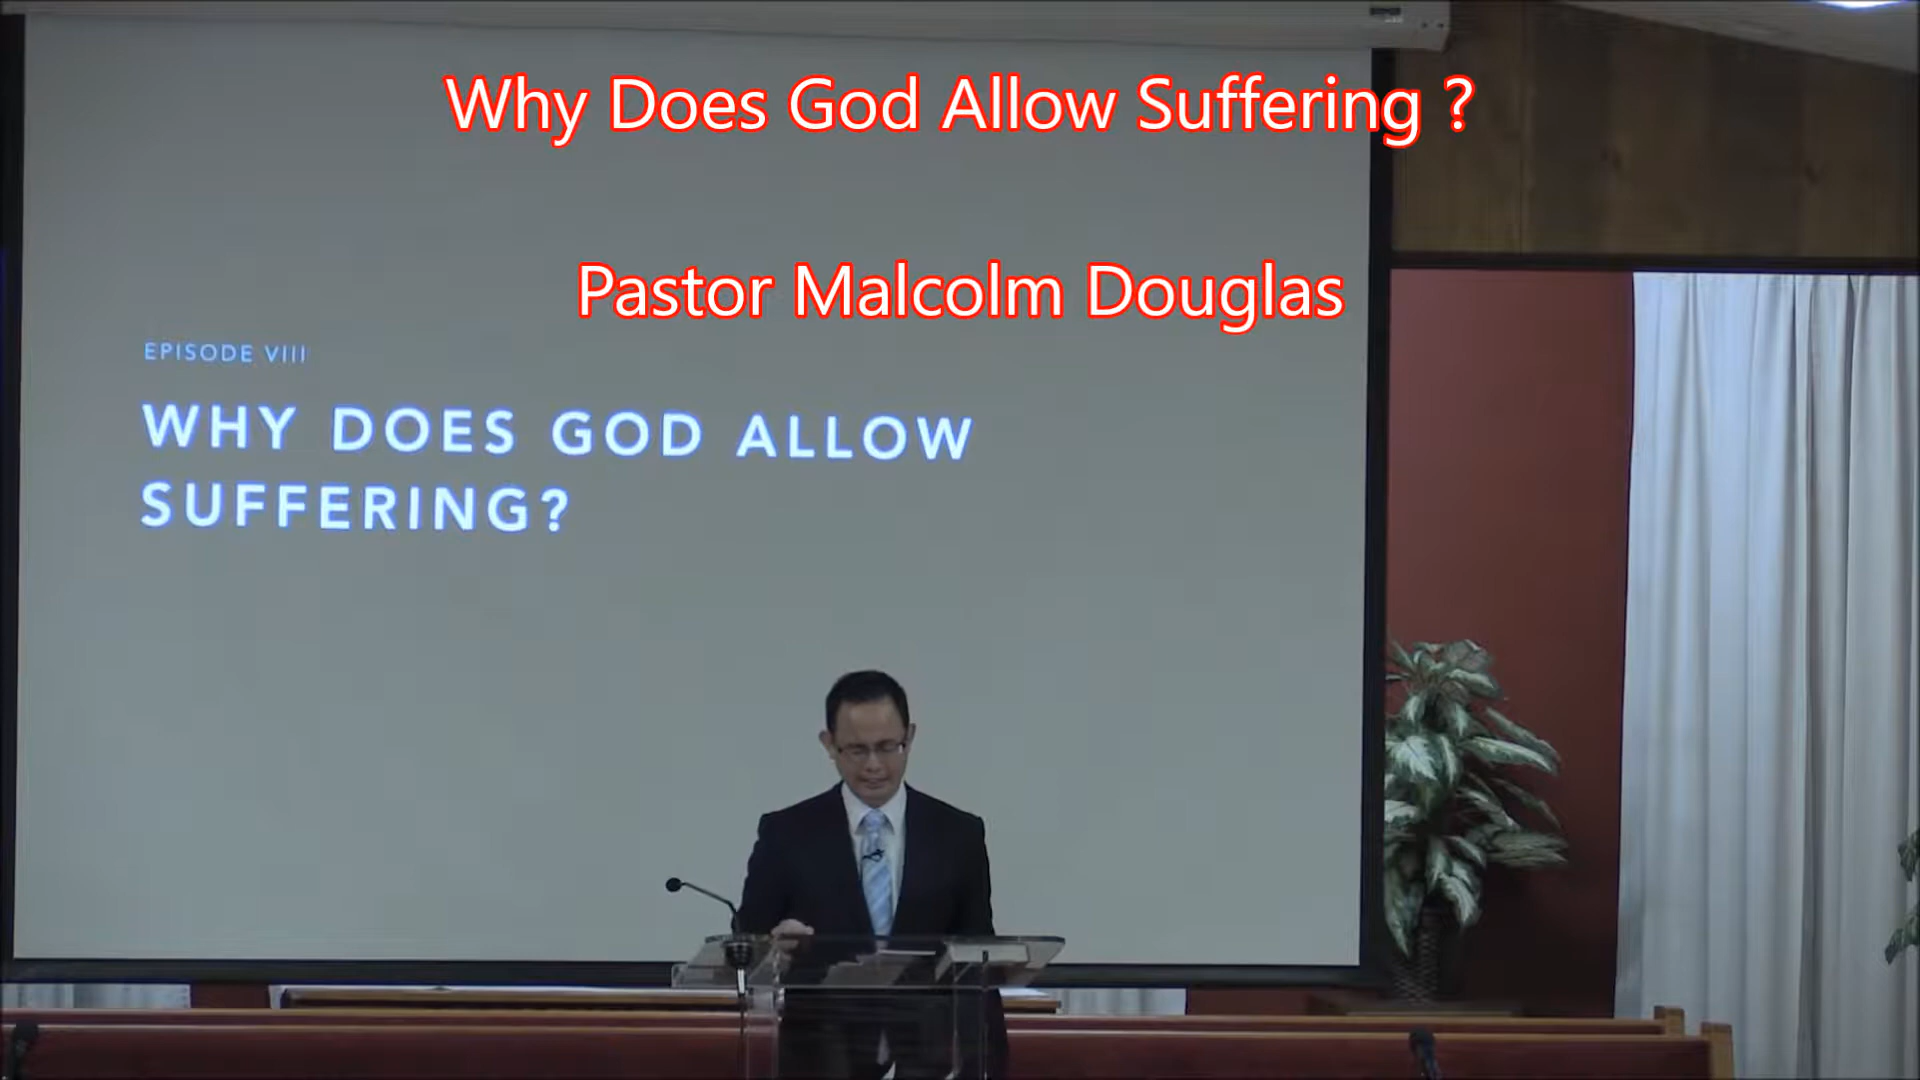 Why Does God Allow Suffering ?
Pastor Malcolm Douglas
EPISODE VIII
WHY DOES GOD ALLOW
SUFFERING?